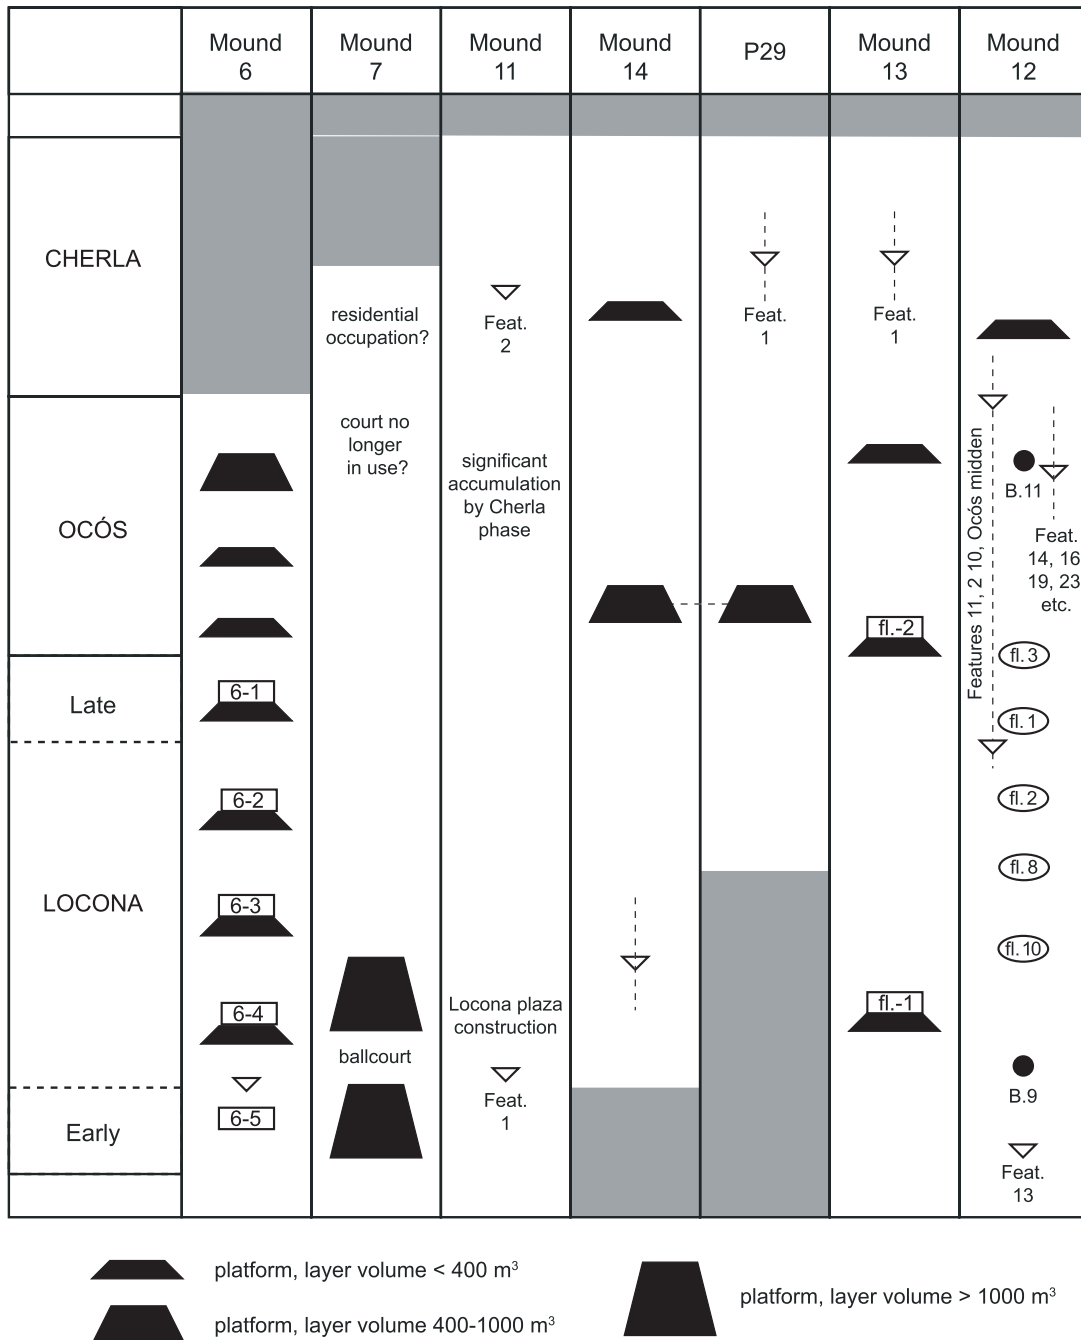 Mound
6
Mound
7
Mound
11
Mound
14
P29
Mound
13
Mound
12
CHERLA
residential
occupation?
Feat.
2
Feat.
1
Feat.
1
OCÓS
court no
longer
in use?
significant
accumulation
by Cherla
phase
fl.-2
Features 11, 2 10, Ocós midden
B.11
Feat.
14, 16
19, 23
etc.
fl.3
Late
6-1
fl.1
LOCONA
6-2
6-3
6-4
ballcourt
Locona plaza
construction
fl.-1
fl.2
fl.8
fl.10
Early
6-5
Feat.
1
B.9
Feat.
13
platform, layer volume < 400 m³
platform, layer volume 400-1000 m³
platform, layer volume > 1000 m³